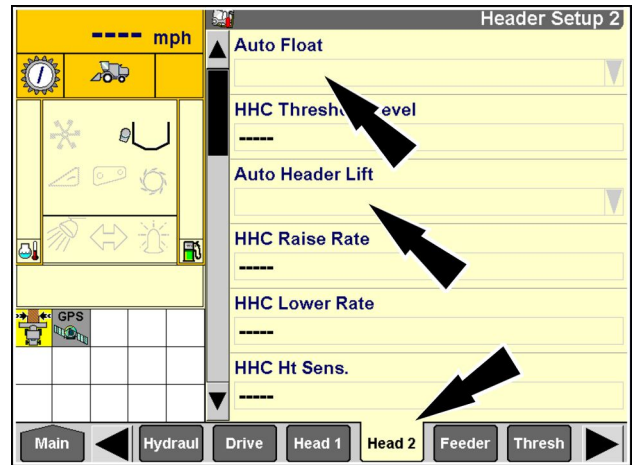 ---- mph
Header Setup 2
Auto Float
HHC Thresho evel
-----
Auto Header Lift
HHC Raise Rate
-----
HHC Lower Rate
-----
HHC Ht Sens.
-----
GPS
Main
Hydraul
Drive
Head 1
Head 2
Feeder
Thresh